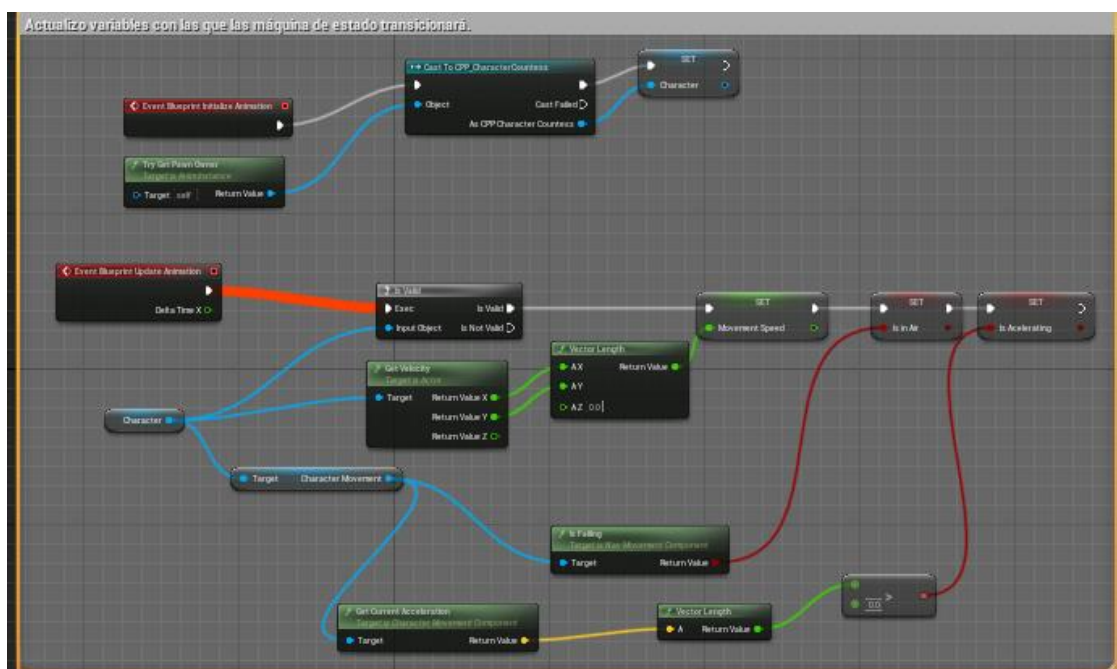 Actualizo variables con las que las máquina de estado transicionará.
SET
Cast To CPP_CharacterCountess
Character
Object
Cast Failed
As CPP Character Countess
Event Blueprint Initialize Animation
Try Get Pawn Owner
Target is Anim Instance
Target self
Return Value
Event Blueprint Update Animation
Delta Time X
Is Valid
Exec
Is Valid
Input Object
Is Not Valid
SET
Movement Speed
SET
Is in Air
SET
Is Acelerating
Vector Length
A X
Return Value
A Y
A Z 0.0
Get Velocity
Target is Actor
Target
Return Value X
Return Value Y
Return Value Z
Character
Target
Character Movement
Is Falling
Target is Nav Movement Component
Target
Return Value
>
0.0
Get Current Acceleration
Target is Character Movement Component
Target
Return Value
Vector Length
A
Return Value